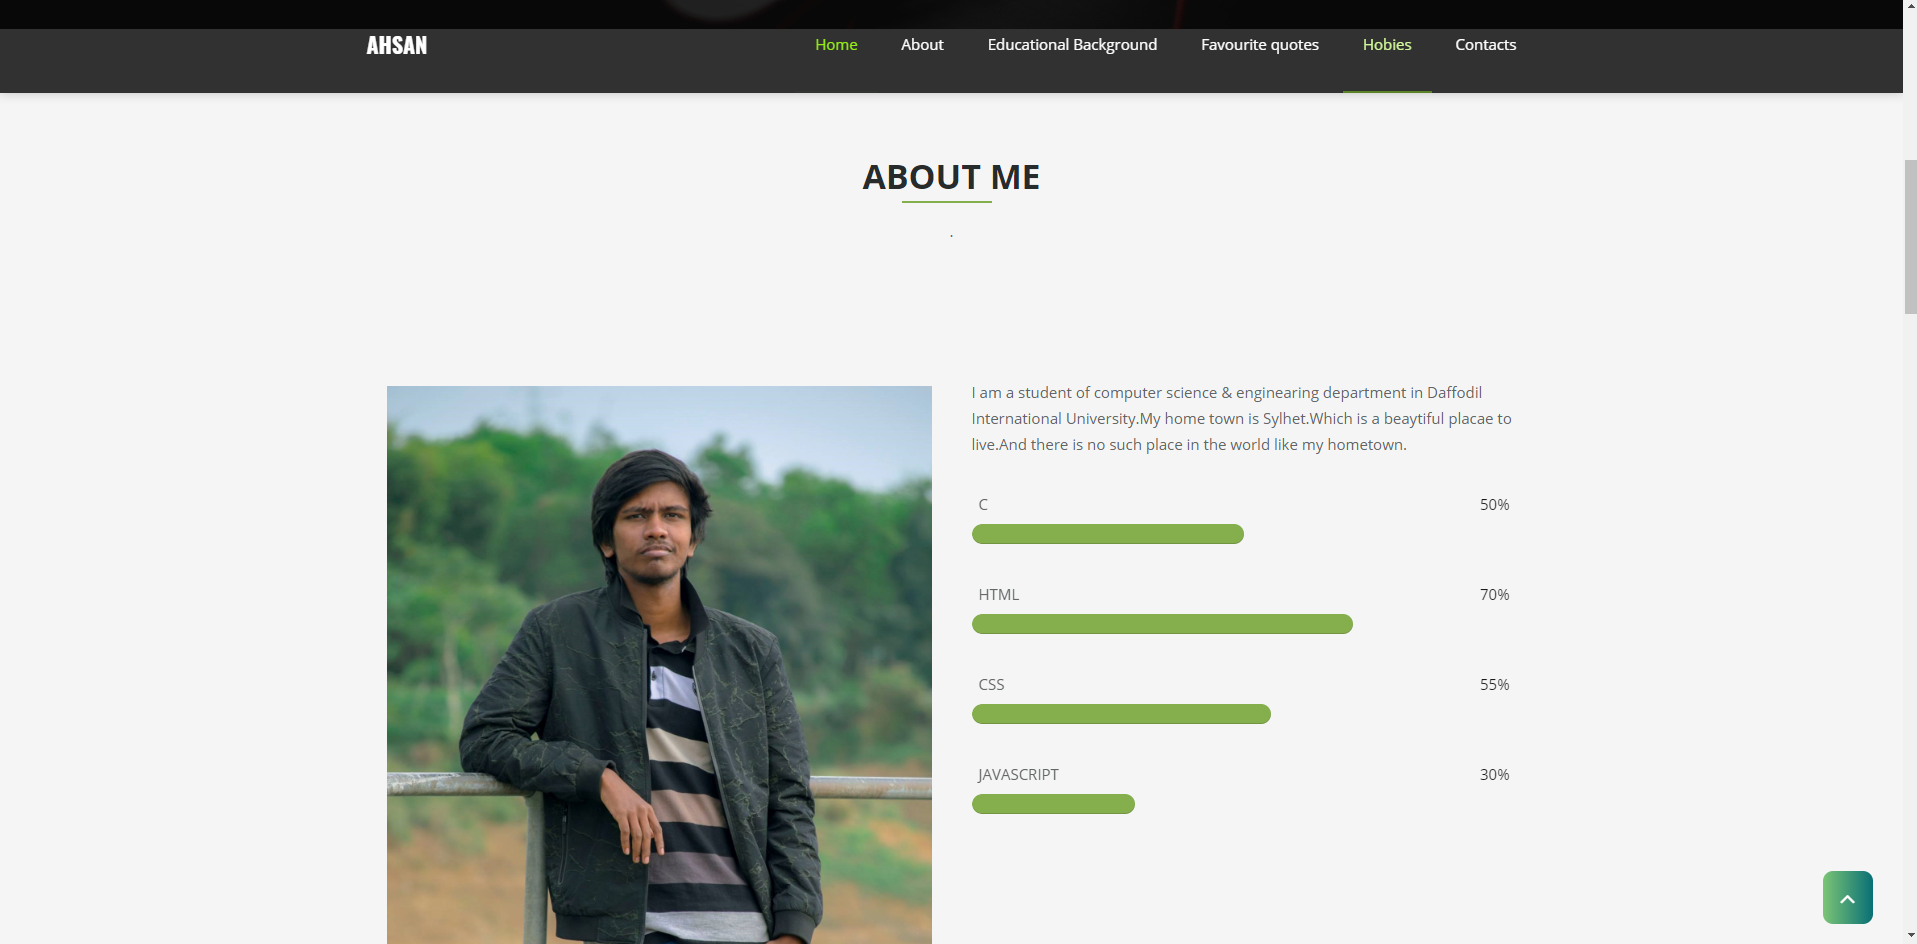 AHSAN
Home
About
Educational Background
Favourite quotes
Hobies
Contacts
ABOUT ME
.
I am a student of computer science & enginearing department in Daffodil
International University.My home town is Sylhet.Which is a beaytiful placae to
live.And there is no such place in the world like my hometown.
C
50%
HTML
70%
CSS
55%
JAVASCRIPT
30%